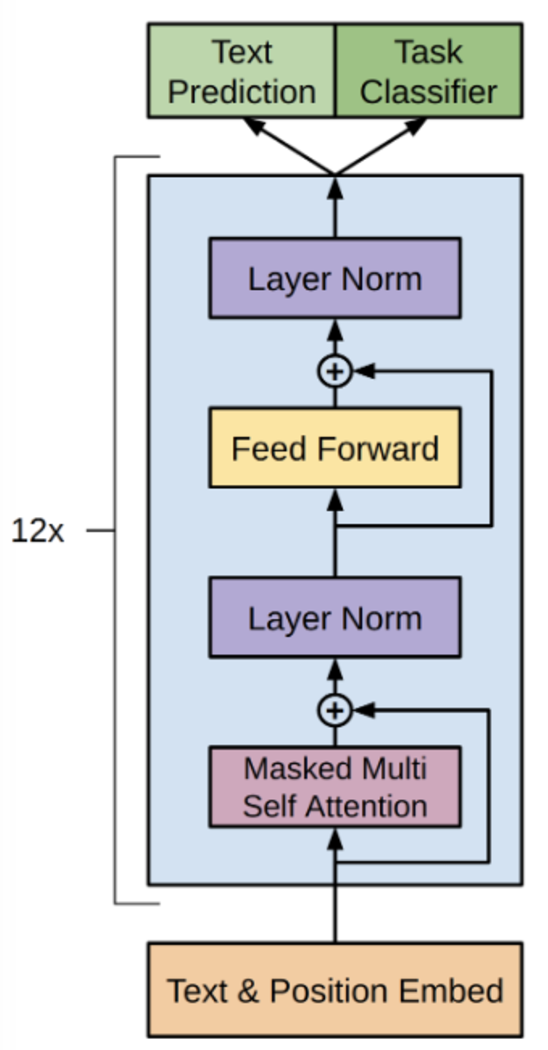 Text
Prediction
Task
Classifier
Layer Norm
Feed Forward
12x
Layer Norm
Masked Multi
Self Attention
Text & Position Embed